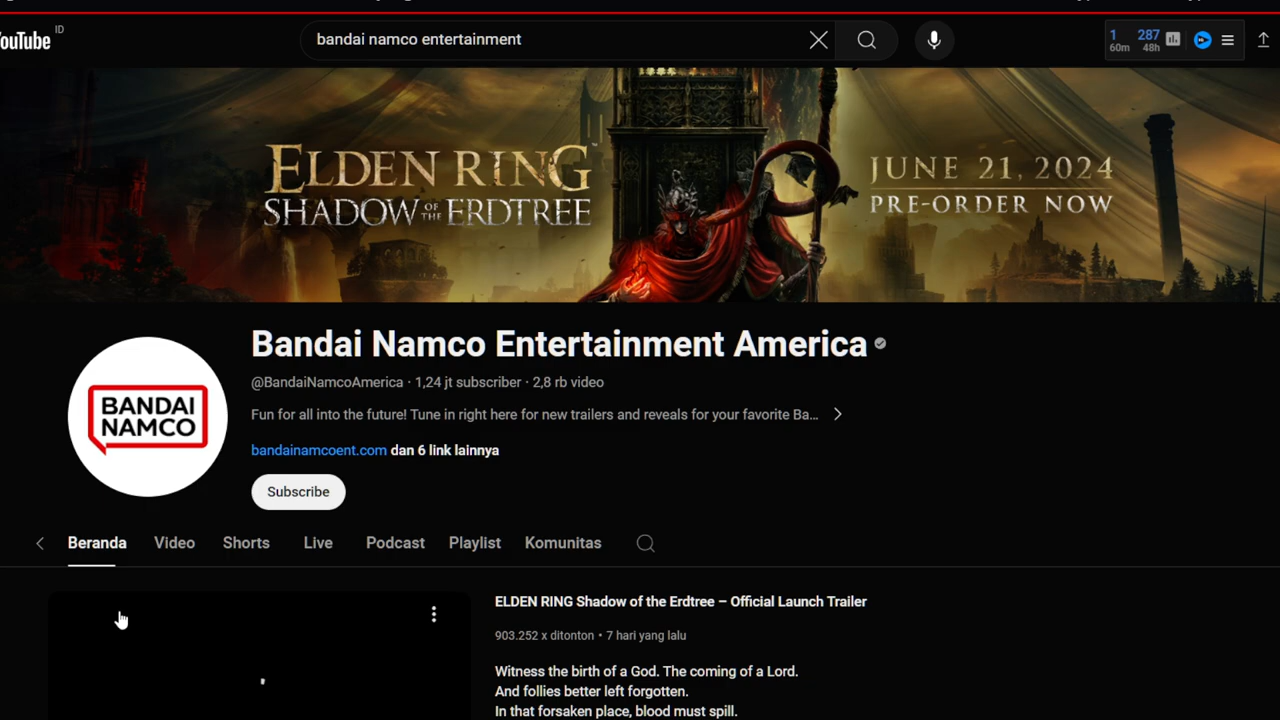 YouTube ID
bandai namco entertainment
1 287
60m 48h
ELDEN RING™ JUNE 21, 2024
SHADOW OF THE ERDTREE PRE-ORDER NOW
Bandai Namco Entertainment America
@BandaiNamcoAmerica · 1,24 jt subscriber · 2,8 rb video
Fun for all into the future! Tune in right here for new trailers and reveals for your favorite Ba...
bandainamcoent.com dan 6 link lainnya
BANDAI
NAMCO
Subscribe
Beranda Video Shorts Live Podcast Playlist Komunitas
ELDEN RING Shadow of the Erdtree – Official Launch Trailer
903.252 x ditonton • 7 hari yang lalu
Witness the birth of a God. The coming of a Lord.
And follies better left forgotten.
In that forsaken place, blood must spill.